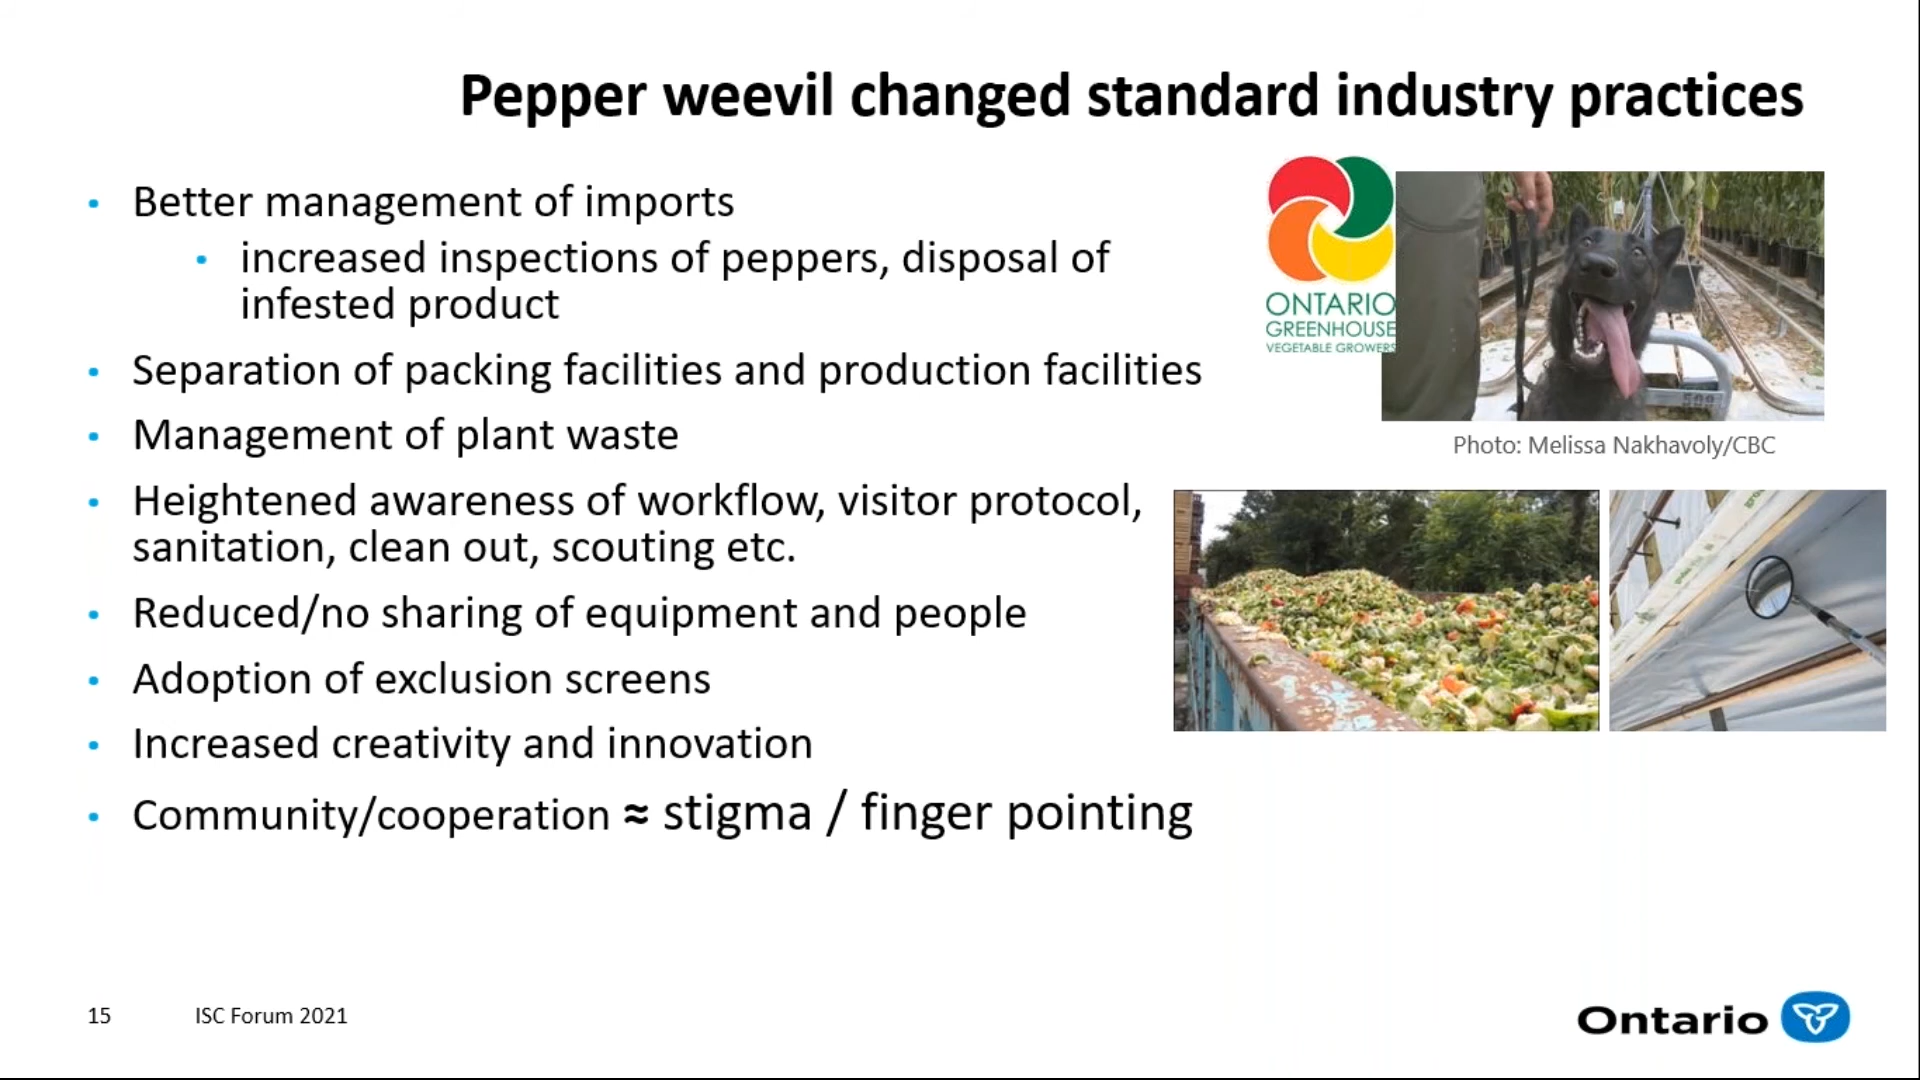 Pepper weevil changed standard industry practices
• Better management of imports
• increased inspections of peppers, disposal of
infested product
• Separation of packing facilities and production facilities
• Management of plant waste
• Heightened awareness of workflow, visitor protocol,
sanitation, clean out, scouting etc.
• Reduced/no sharing of equipment and people
• Adoption of exclusion screens
• Increased creativity and innovation
• Community/cooperation ≈ stigma / finger pointing
ONTARIO
GREENHOUSE
VEGETABLE GROWERS
Photo: Melissa Nakhavoly/CBC
15
ISC Forum 2021
Ontario